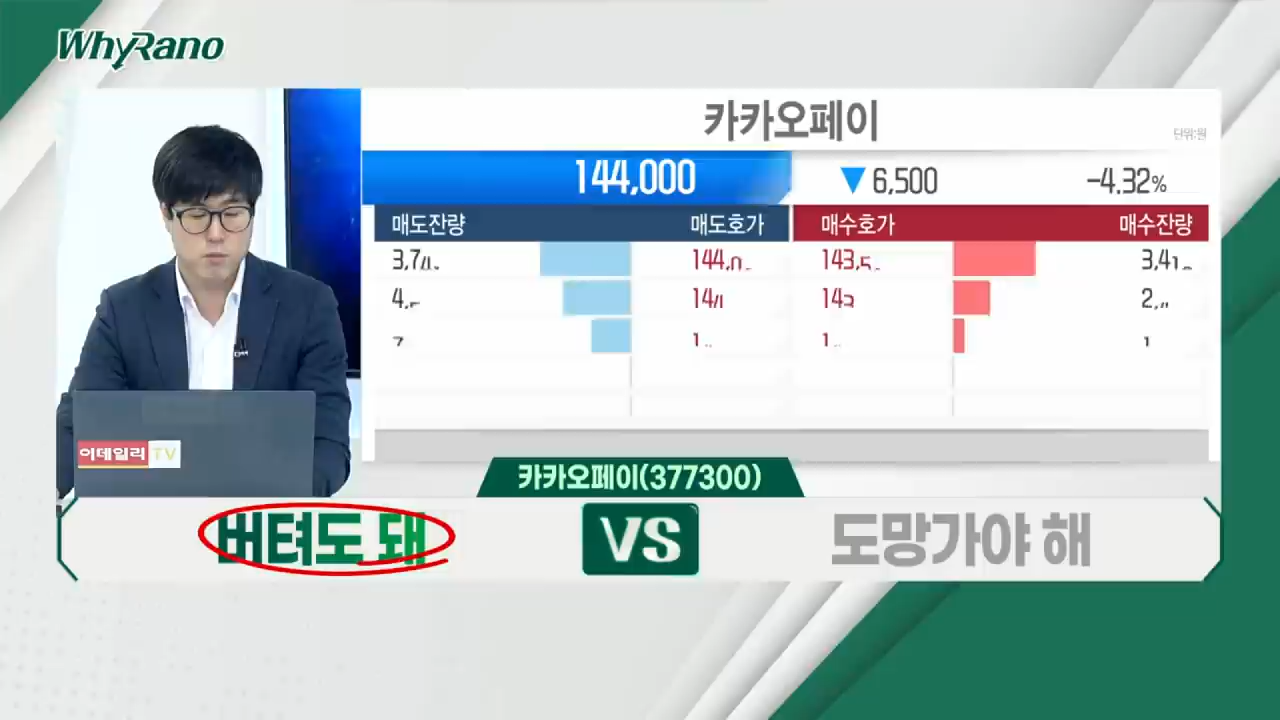 WhyRano
카카오페이
단위:원
144,000 ▼ 6,500 -4.32%
매도잔량 매도호가 매수호가 매수잔량
이데일리 TV
카카오페이(377300)
버텨도 돼 VS 도망가야 해